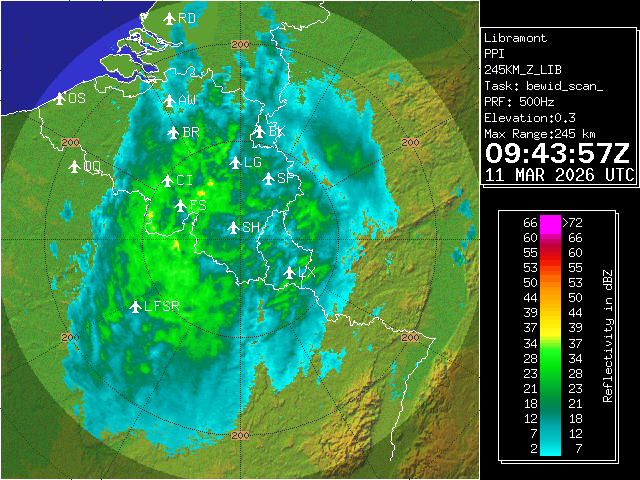 RD
200
OS
AW
BR
BK
200
LG
QQ
CI
SP
FS
SH
LX
LFSR
200
200
200
Libramont
PPI
245KM_Z_LIB
Task: bewid_scan_
PRF: 500Hz
Elevation:0.3
Max Range:245 km
09:43:57Z
11 MAR 2026 UTC
66 >72
60 66
55 60
53 55
50 53
44 50
39 44
37 39
34 37
28 34
23 28
21 23
18 21
12 18
7 12
2 7
Reflectivity in dBZ